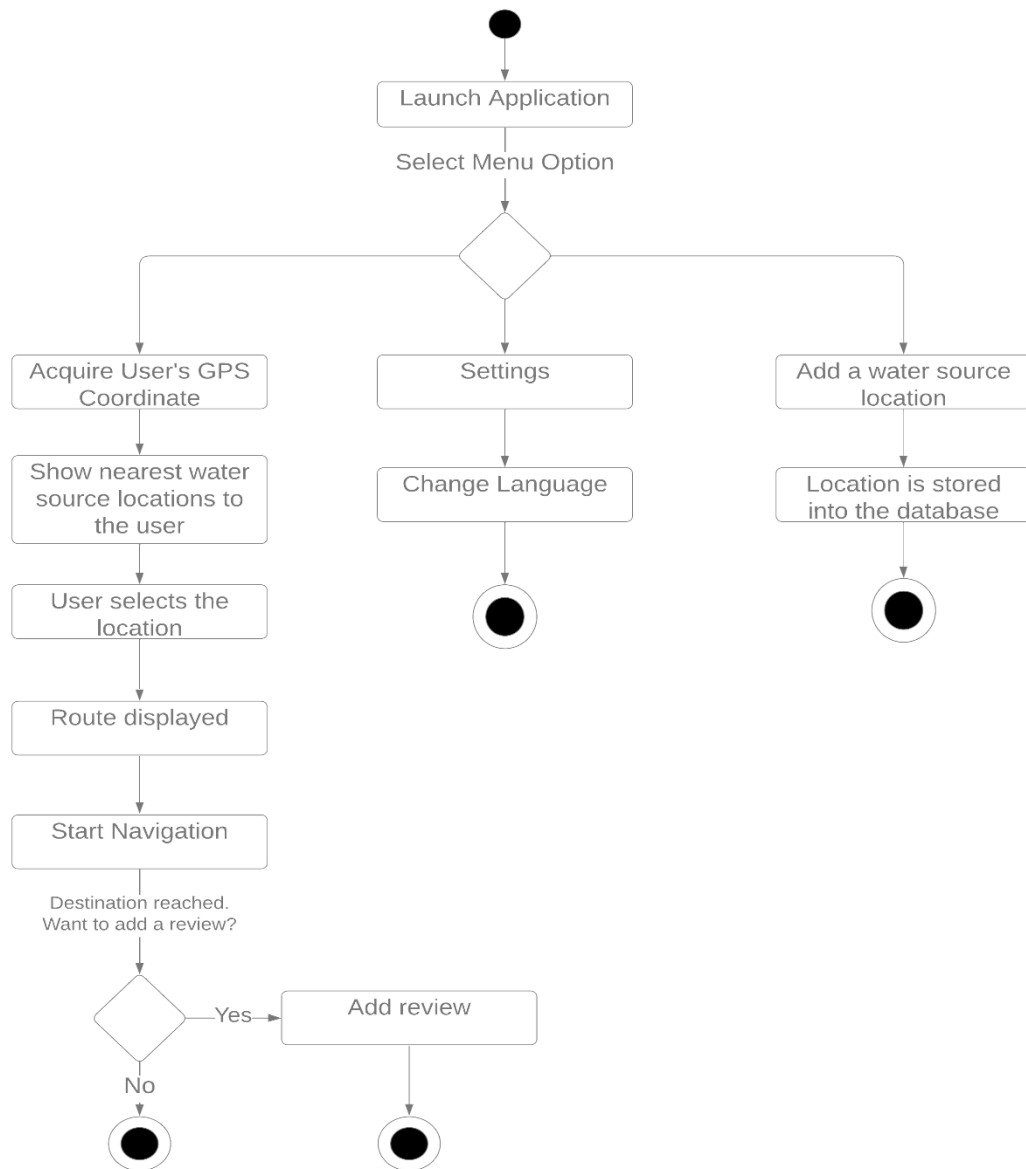 Launch Application
Select Menu Option
Acquire User's GPS
Coordinate
Settings
Add a water source
location
Show nearest water
source locations to
the user
Change Language
Location is stored
into the database
User selects the
location
Route displayed
Start Navigation
Destination reached.
Want to add a review?
Yes
Add review
No